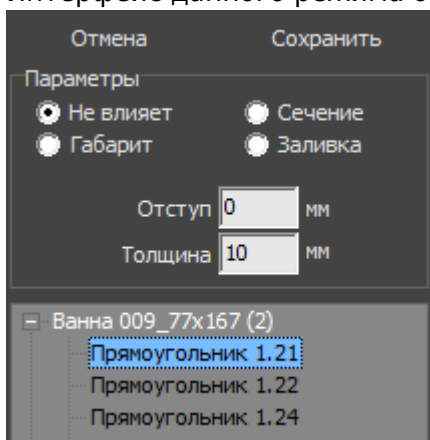 Отмена Сохранить
Параметры
Не влияет Сечение
Габарит Заливка
Отступ 0 мм
Толщина 10 мм
Ванна 009_77x167 (2)
Прямоугольник 1.21
Прямоугольник 1.22
Прямоугольник 1.24